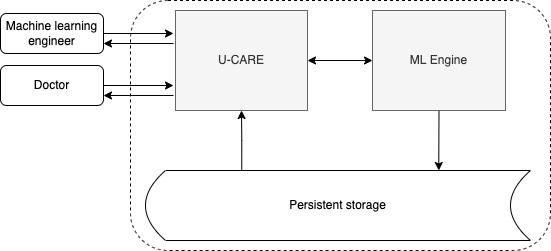 Machine learning
engineer
U-CARE
ML Engine
Doctor
Persistent storage